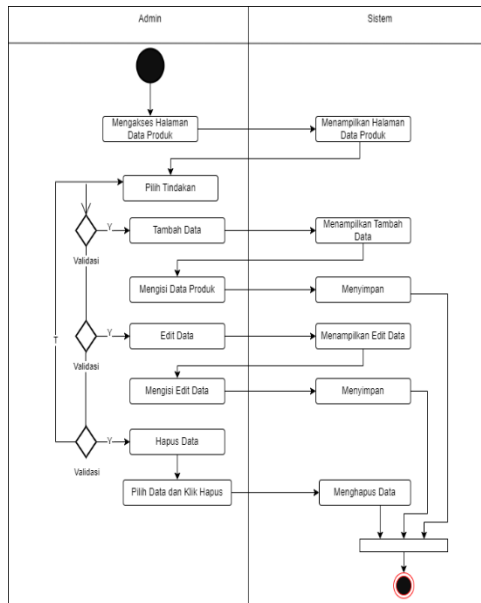 Admin
Sistem
Mengakses Halaman
Data Produk
Menampilkan Halaman
Data Produk
Pilih Tindakan
Y
Tambah Data
Menampilkan Tambah
Data
Validasi
Mengisi Data Produk
Menyimpan
T
Y
Edit Data
Menampilkan Edit Data
Validasi
Mengisi Edit Data
Menyimpan
Y
Hapus Data
Validasi
Pilih Data dan Klik Hapus
Menghapus Data